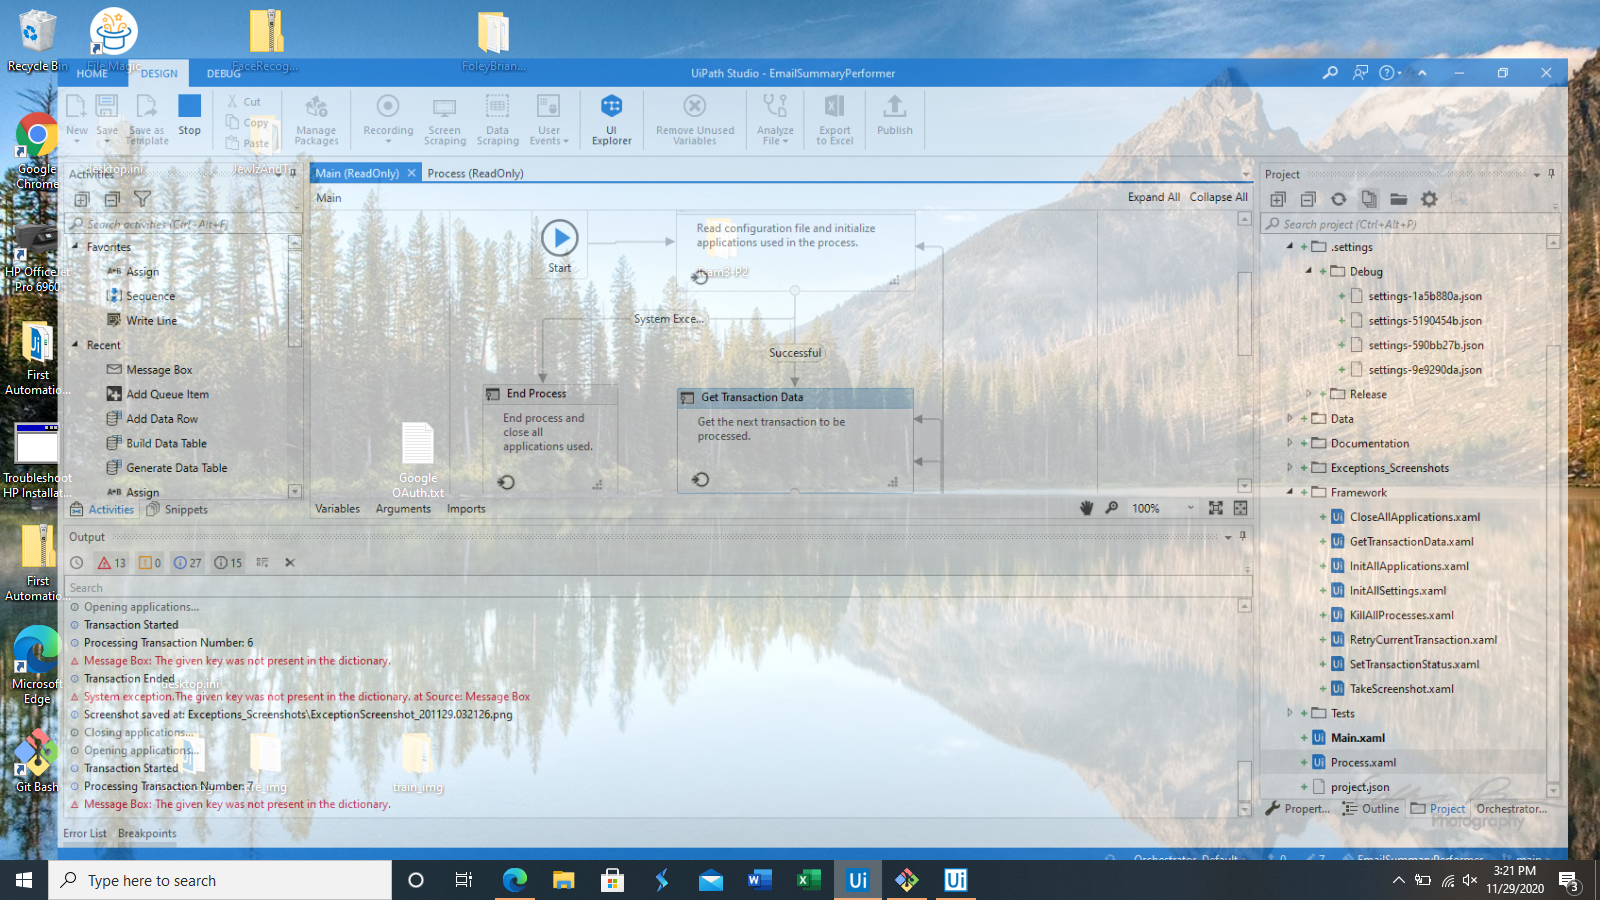 Recycle Bin
File Magic
FaceRecog...
FoleyBrian...
HOME
DESIGN
DEBUG
UiPath Studio - EmailSummaryPerformer
New
Save
Save as Template
Stop
Cut
Copy
Paste
Manage Packages
Recording
Screen Scraping
Data Scraping
User Events
UI Explorer
Remove Unused Variables
Analyze File
Export to Excel
Publish
Google Chrome
desktop.ini
Activities
Search activities (Ctrl+Alt+F)
Favorites
Assign
Sequence
Write Line
Recent
Message Box
Add Queue Item
Add Data Row
Build Data Table
Generate Data Table
Assign
Activities
Snippets
HP OfficeJet Pro 6960
First Automatio...
Troubleshoot HP Installat...
First Automatio...
Microsoft Edge
Git Bash
Main (ReadOnly)
Process (ReadOnly)
Main
Expand All
Collapse All
Start
Read configuration file and initialize
applications used in the process.
System Exce...
Successful
End Process
End process and
close all
applications used.
Get Transaction Data
Get the next transaction to be
processed.
Google OAuth.txt
Variables
Arguments
Imports
100%
Output
13
0
27
15
Search
Opening applications...
Transaction Started
Processing Transaction Number: 6
Message Box: The given key was not present in the dictionary.
Transaction Ended
desktop.ini
System exception.The given key was not present in the dictionary. at Source: Message Box
Screenshot saved at: Exceptions_Screenshots\ExceptionScreenshot_201129.032126.png
Closing applications...
Opening applications...
Transaction Started
Processing Transaction Number: 7
train_img
Message Box: The given key was not present in the dictionary.
Error List
Breakpoints
Project
Search project (Ctrl+Alt+P)
.settings
Debug
settings-1a5b880a.json
settings-5190454b.json
settings-590bb27b.json
settings-9e9290da.json
Release
Data
Documentation
Exceptions_Screenshots
Framework
CloseAllApplications.xaml
GetTransactionData.xaml
InitAllApplications.xaml
InitAllSettings.xaml
KillAllProcesses.xaml
RetryCurrentTransaction.xaml
SetTransactionStatus.xaml
TakeScreenshot.xaml
Tests
Main.xaml
Process.xaml
project.json
Propert...
Outline
Project
Orchestrator...
Photography
Type here to search
3:21 PM
11/29/2020
3